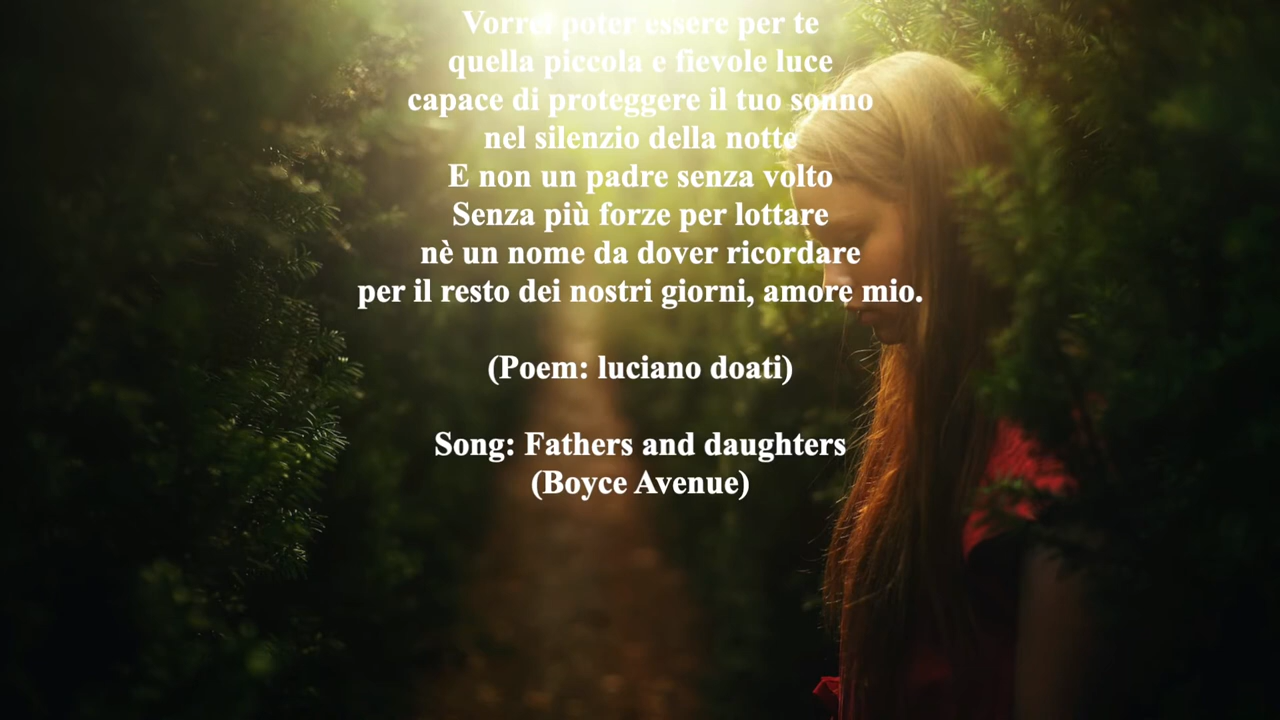 Vorrei poter essere per te
quella piccola e fievole luce
capace di proteggere il tuo sonno
nel silenzio della notte
E non un padre senza volto
Senza più forze per lottare
nè un nome da dover ricordare
per il resto dei nostri giorni, amore mio.
(Poem: luciano doati)
Song: Fathers and daughters
(Boyce Avenue)